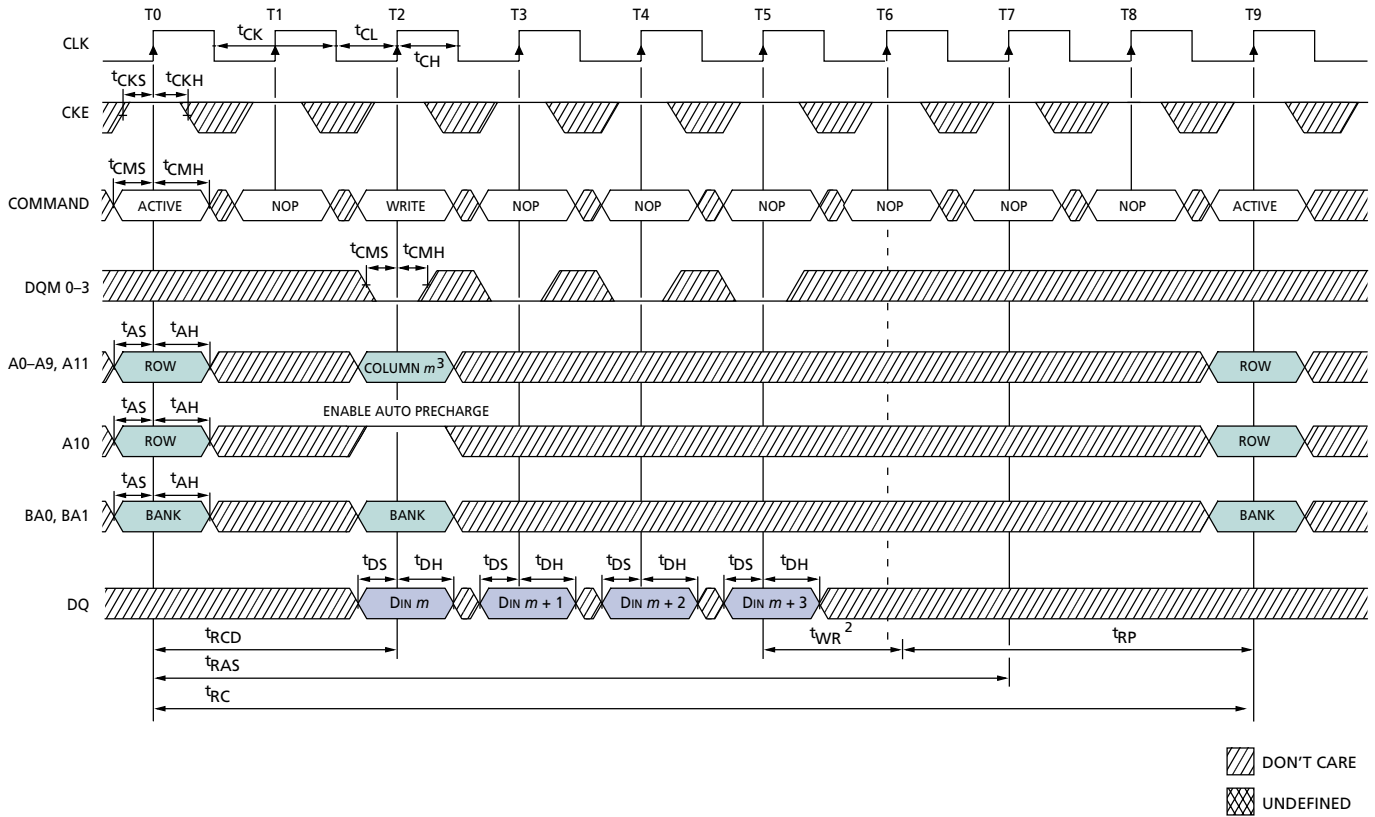 T0 T1 T2 T3 T4 T5 T6 T7 T8 T9
CLK tCK tCL tCH
tCKS tCKH
CKE
tCMS tCMH
COMMAND ACTIVE NOP WRITE NOP NOP NOP NOP NOP NOP ACTIVE
tCMS tCMH
DQM 0–3
tAS tAH
A0–A9, A11 ROW COLUMN m3 ROW
tAS tAH ENABLE AUTO PRECHARGE
A10 ROW ROW
tAS tAH
BA0, BA1 BANK BANK BANK
tDS tDH tDS tDH tDS tDH tDS tDH
DQ DIN m DIN m + 1 DIN m + 2 DIN m + 3
tRCD tWR 2 tRP
tRAS
tRC
DON'T CARE
UNDEFINED